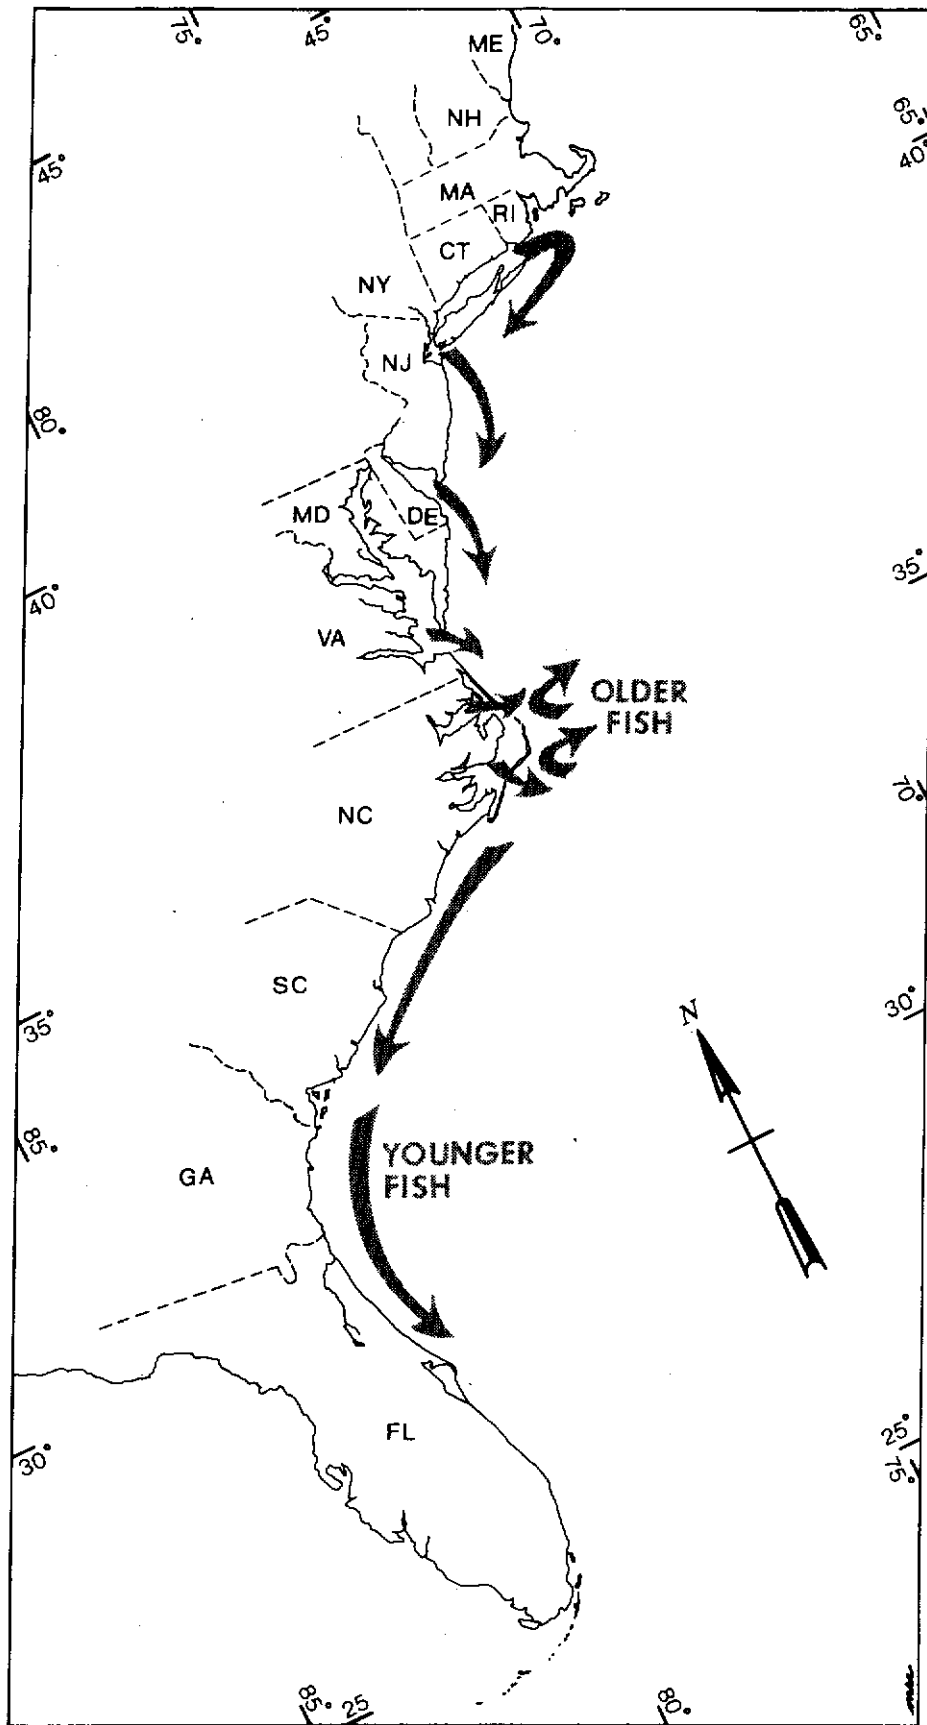 75°
45°
70°
65°
ME
65°
40°
NH
45°
MA
RI
CT
NY
NJ
80°
MD
DE
35°
40°
VA
OLDER
FISH
70°
NC
SC
30°
N
35°
85°
YOUNGER
FISH
GA
FL
25°
75°
30°
85°
25
80°